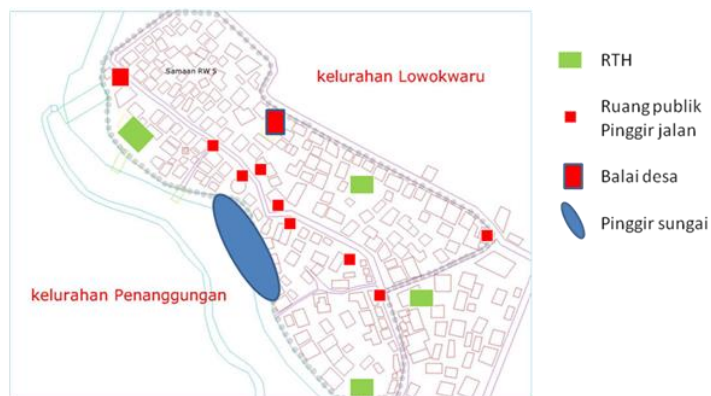 Samaan RW 5
kelurahan Lowokwaru
kelurahan Penanggungan
RTH
Ruang publik
Pinggir jalan
Balai desa
Pinggir sungai